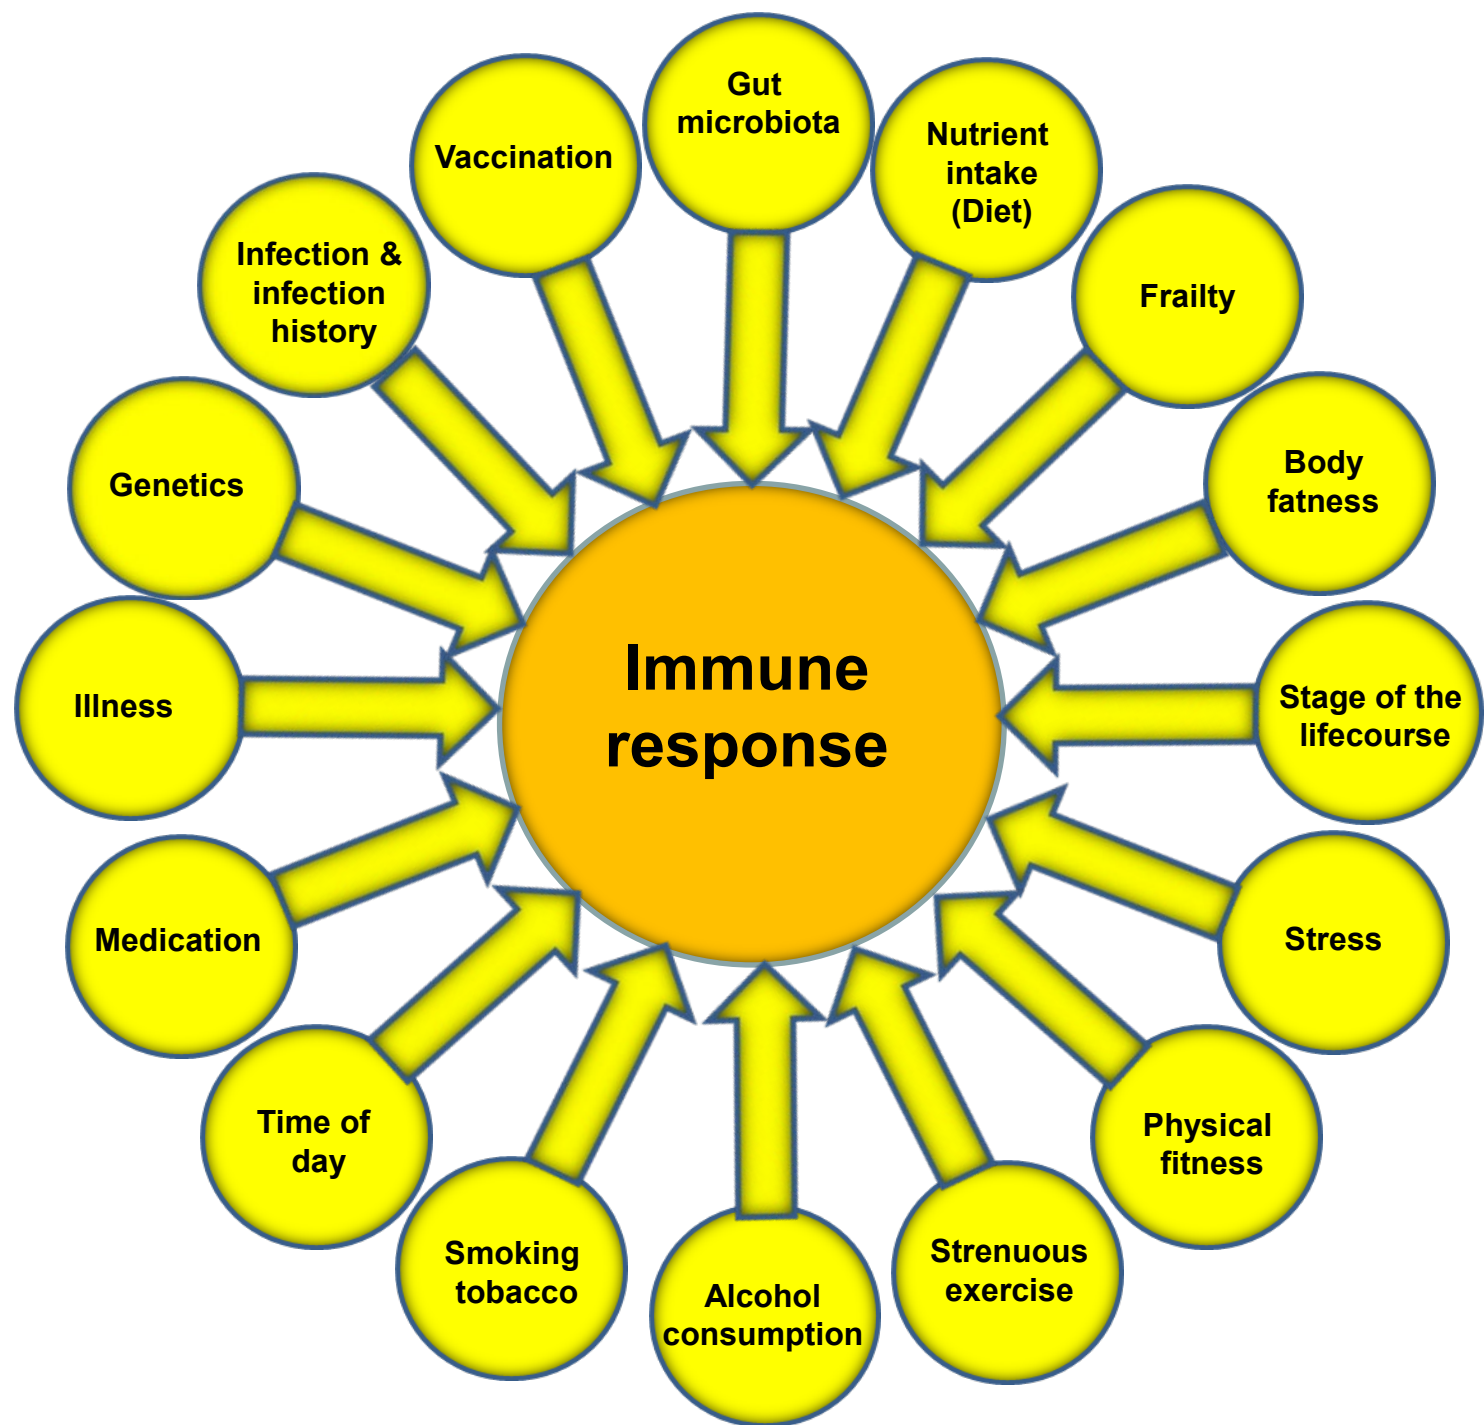 Gut
microbiota
Nutrient
intake
(Diet)
Frailty
Body
fatness
Stage of the
lifecourse
Stress
Physical
fitness
Strenuous
exercise
Alcohol
consumption
Smoking
tobacco
Time of
day
Medication
Illness
Genetics
Infection &
infection
history
Vaccination
Immune
response